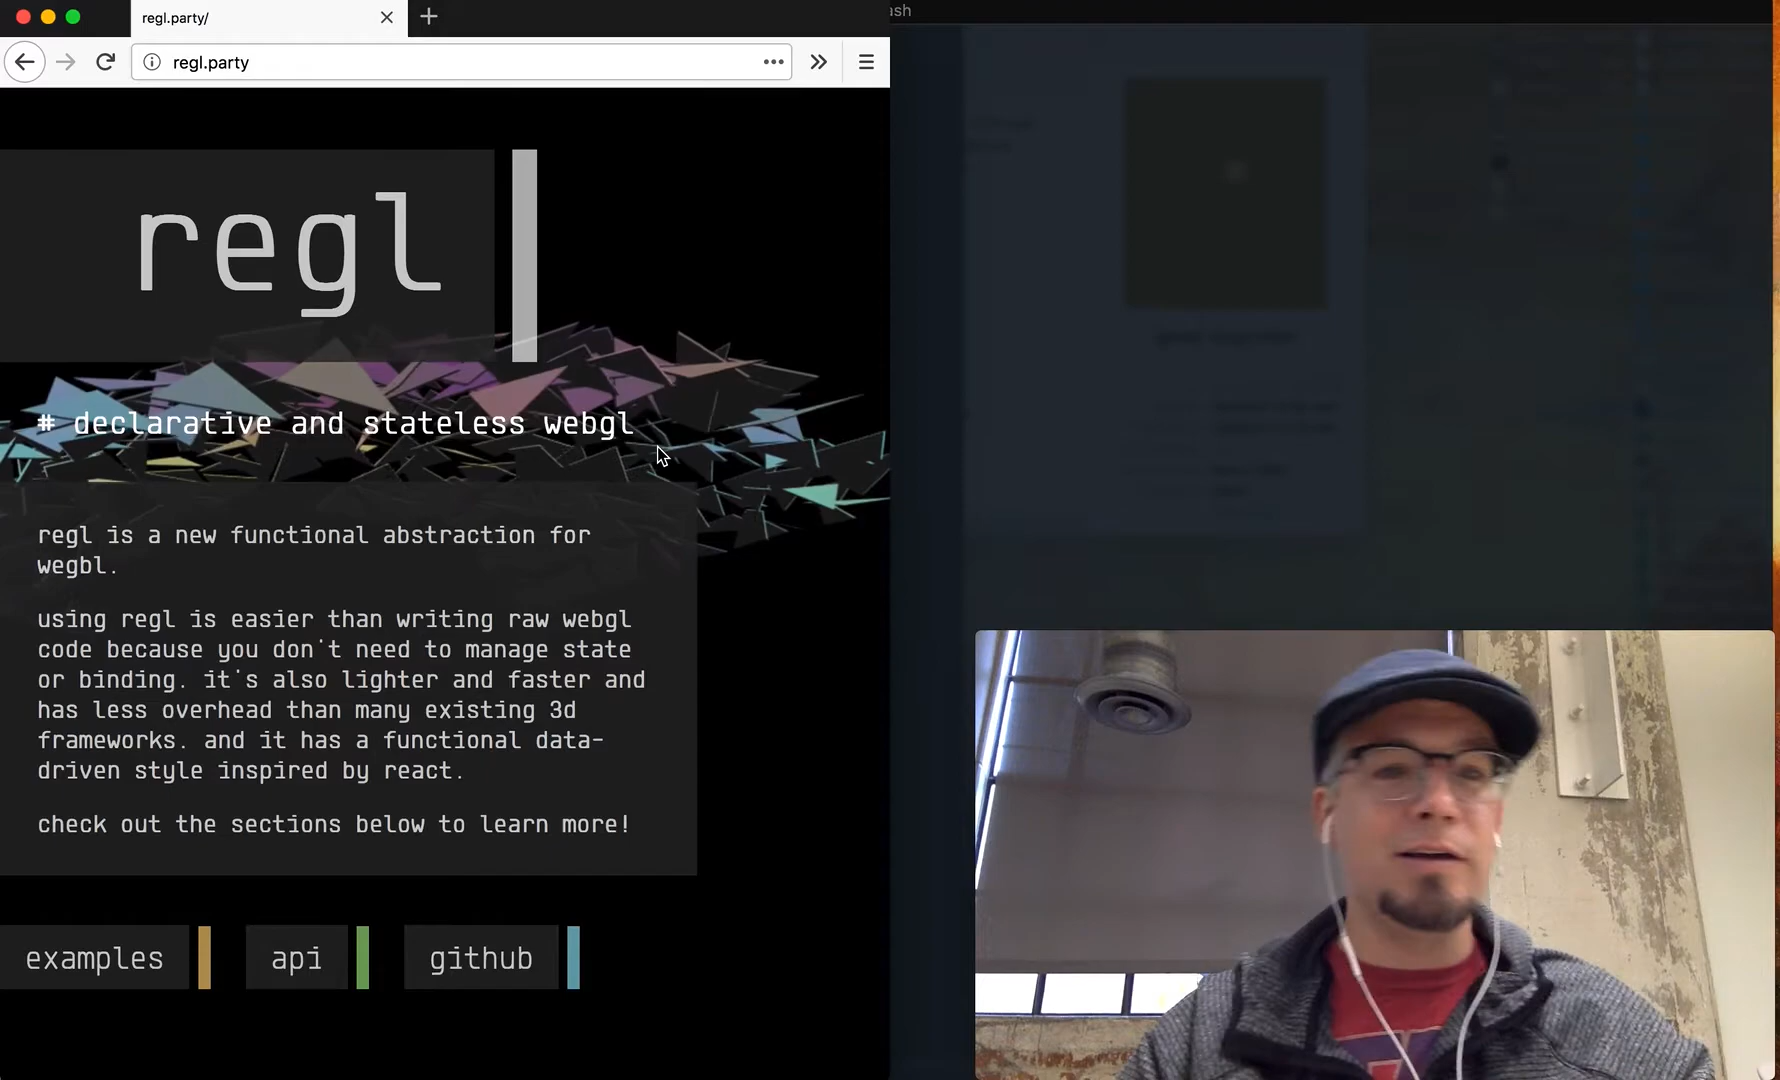 regl.party/
ash
regl.party
regl
# declarative and stateless webgl
regl is a new functional abstraction for
wegbl.
using regl is easier than writing raw webgl
code because you don't need to manage state
or binding. it's also lighter and faster and
has less overhead than many existing 3d
frameworks. and it has a functional data-
driven style inspired by react.
check out the sections below to learn more!
examples
api
github